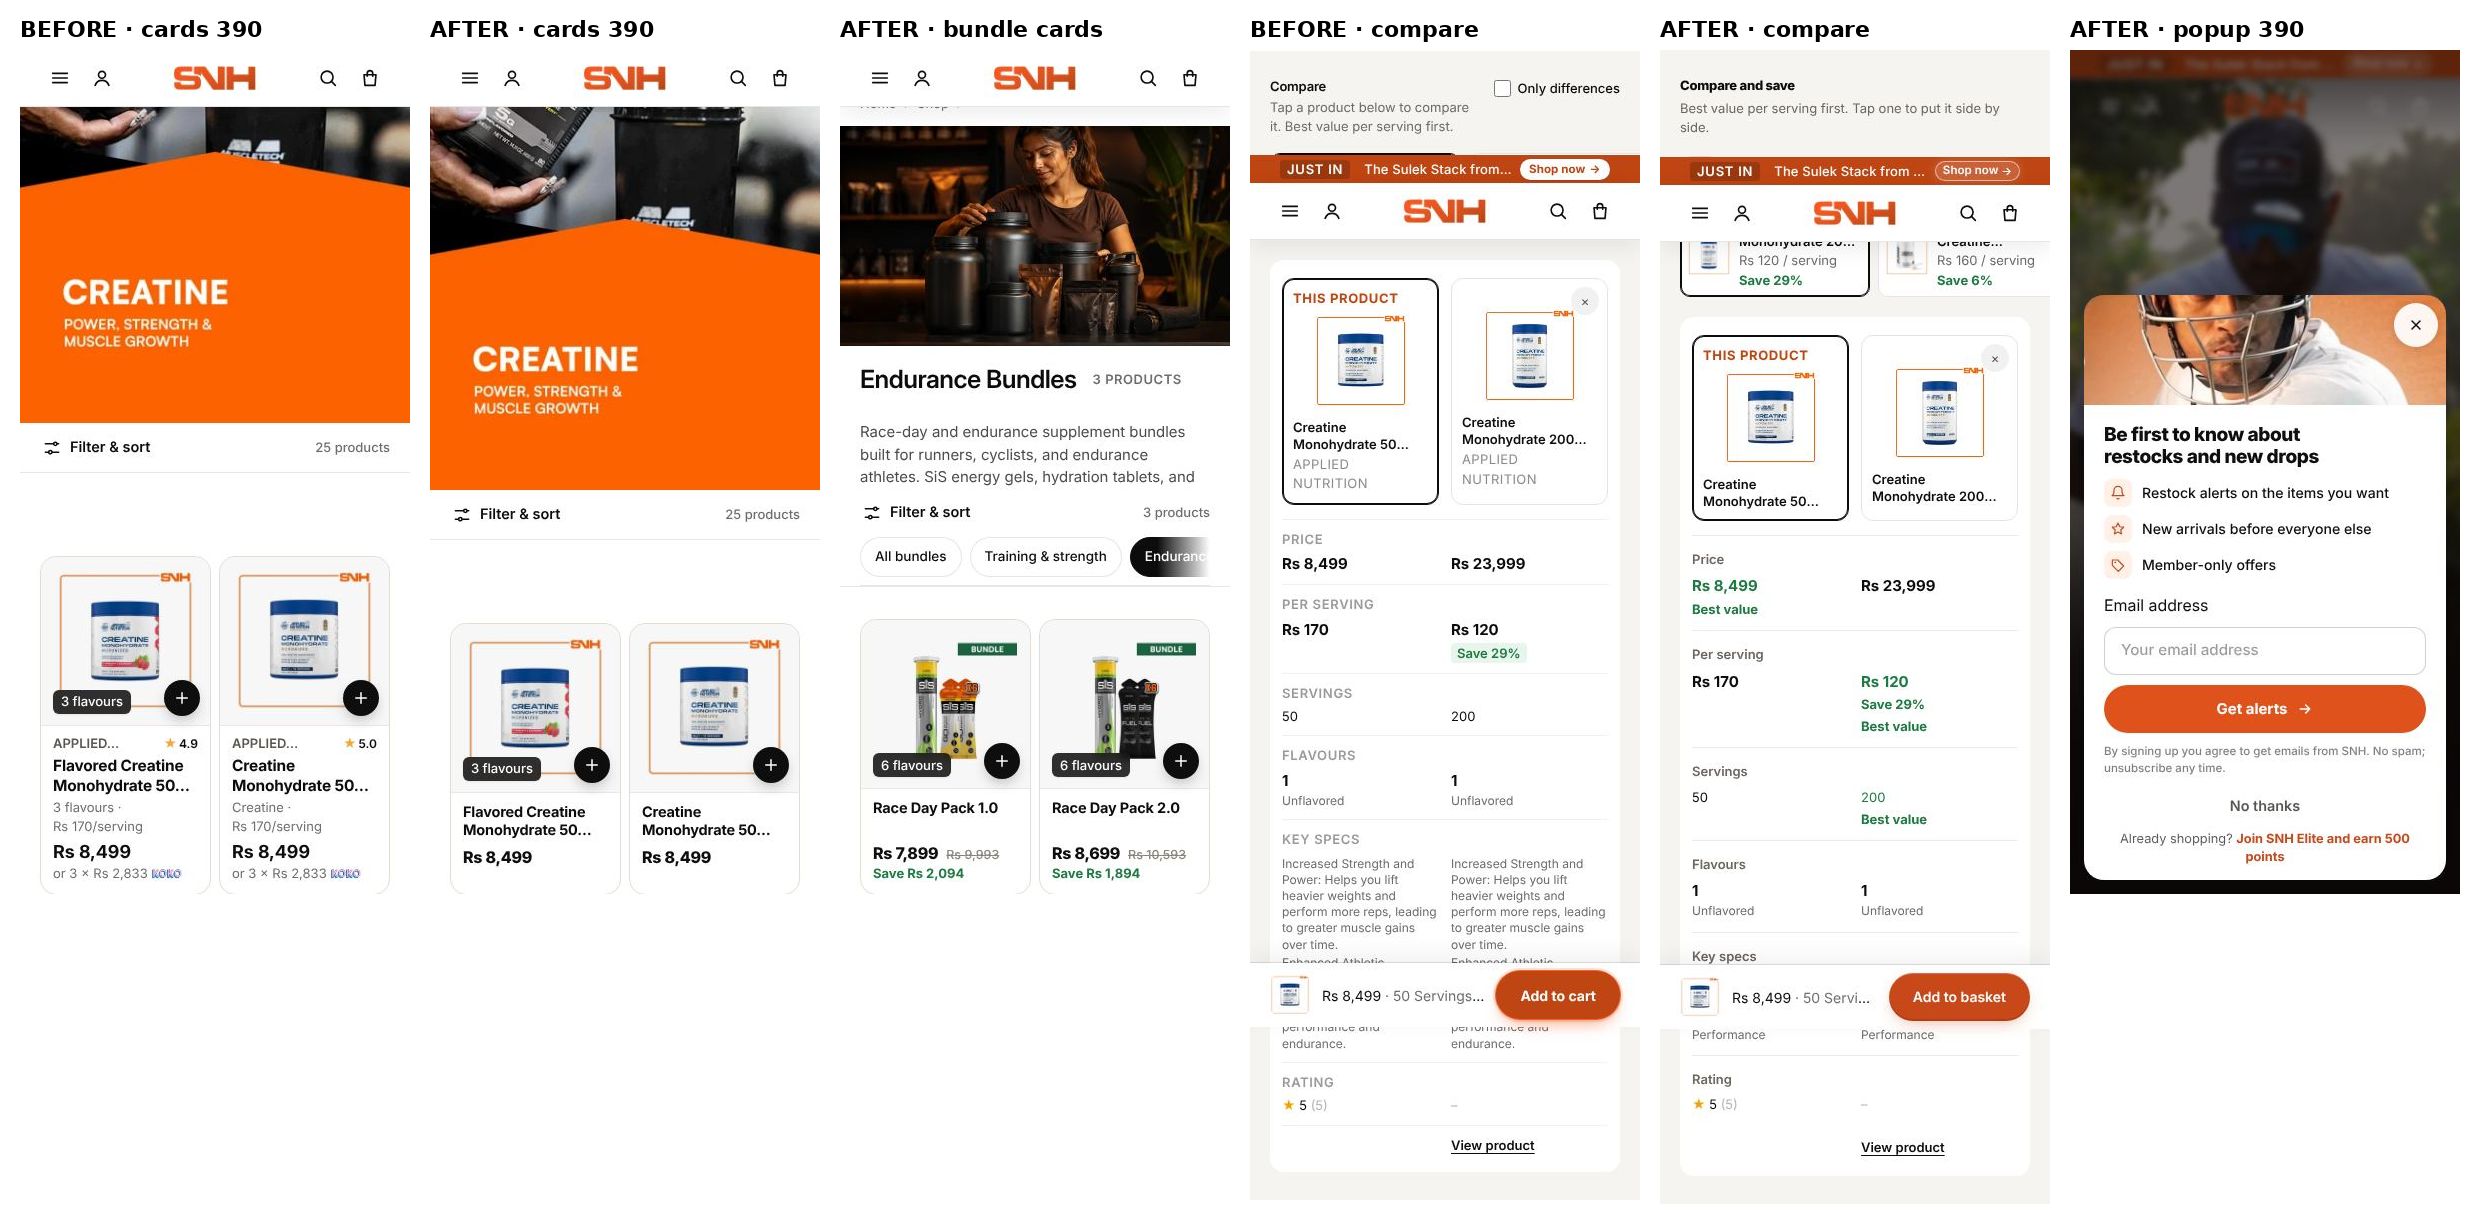 BEFORE · cards 390
SNH
CREATINE
POWER, STRENGTH &
MUSCLE GROWTH
Filter & sort
25 products
SNH
SNH
3 flavours
APPLIED...
★ 4.9
APPLIED...
★ 5.0
Flavored Creatine
Monohydrate 50...
Creatine
Monohydrate 50...
3 flavours ·
Rs 170/serving
Creatine ·
Rs 170/serving
Rs 8,499
Rs 8,499
or 3 × Rs 2,833 KOKO
or 3 × Rs 2,833 KOKO
AFTER · cards 390
SNH
CREATINE
POWER, STRENGTH &
MUSCLE GROWTH
Filter & sort
25 products
SNH
SNH
3 flavours
Flavored Creatine
Monohydrate 50...
Creatine
Monohydrate 50...
Rs 8,499
Rs 8,499
AFTER · bundle cards
SNH
Endurance Bundles
3 PRODUCTS
Race-day and endurance supplement bundles
built for runners, cyclists, and endurance
athletes. SiS energy gels, hydration tablets, and
Filter & sort
3 products
All bundles
Training & strength
Enduranc
BUNDLE
BUNDLE
6 flavours
6 flavours
Race Day Pack 1.0
Race Day Pack 2.0
Rs 7,899 Rs 9,993
Rs 8,699 Rs 10,593
Save Rs 2,094
Save Rs 1,894
BEFORE · compare
Compare
Only differences
Tap a product below to compare
it. Best value per serving first.
JUST IN
The Sulek Stack from...
Shop now →
SNH
THIS PRODUCT
×
SNH
SNH
Creatine
Monohydrate 50...
APPLIED
NUTRITION
Creatine
Monohydrate 200...
APPLIED
NUTRITION
PRICE
Rs 8,499
Rs 23,999
PER SERVING
Rs 170
Rs 120
Save 29%
SERVINGS
50
200
FLAVOURS
1
1
Unflavored
Unflavored
KEY SPECS
Increased Strength and
Power: Helps you lift
heavier weights and
perform more reps, leading
to greater muscle gains
over time.
Increased Strength and
Power: Helps you lift
heavier weights and
perform more reps, leading
to greater muscle gains
over time.
Enhanced Athletic
Enhanced Athletic
Rs 8,499 · 50 Servings...
Add to cart
performance and
endurance.
performance and
endurance.
RATING
★ 5 (5)
–
View product
AFTER · compare
Compare and save
Best value per serving first. Tap one to put it side by
side.
JUST IN
The Sulek Stack from ...
Shop now →
SNH
Monohydrate 20...
Rs 120 / serving
Save 29%
Creatine...
Rs 160 / serving
Save 6%
THIS PRODUCT
×
SNH
SNH
Creatine
Monohydrate 50...
Creatine
Monohydrate 200...
Price
Rs 8,499
Rs 23,999
Best value
Per serving
Rs 170
Rs 120
Save 29%
Best value
Servings
50
200
Best value
Flavours
1
1
Unflavored
Unflavored
Key specs
Rs 8,499 · 50 Servi...
Add to basket
Performance
Performance
Rating
★ 5 (5)
–
View product
AFTER · popup 390
Be first to know about
restocks and new drops
Restock alerts on the items you want
New arrivals before everyone else
Member-only offers
Email address
Your email address
Get alerts →
By signing up you agree to get emails from SNH. No spam;
unsubscribe any time.
No thanks
Already shopping? Join SNH Elite and earn 500
points